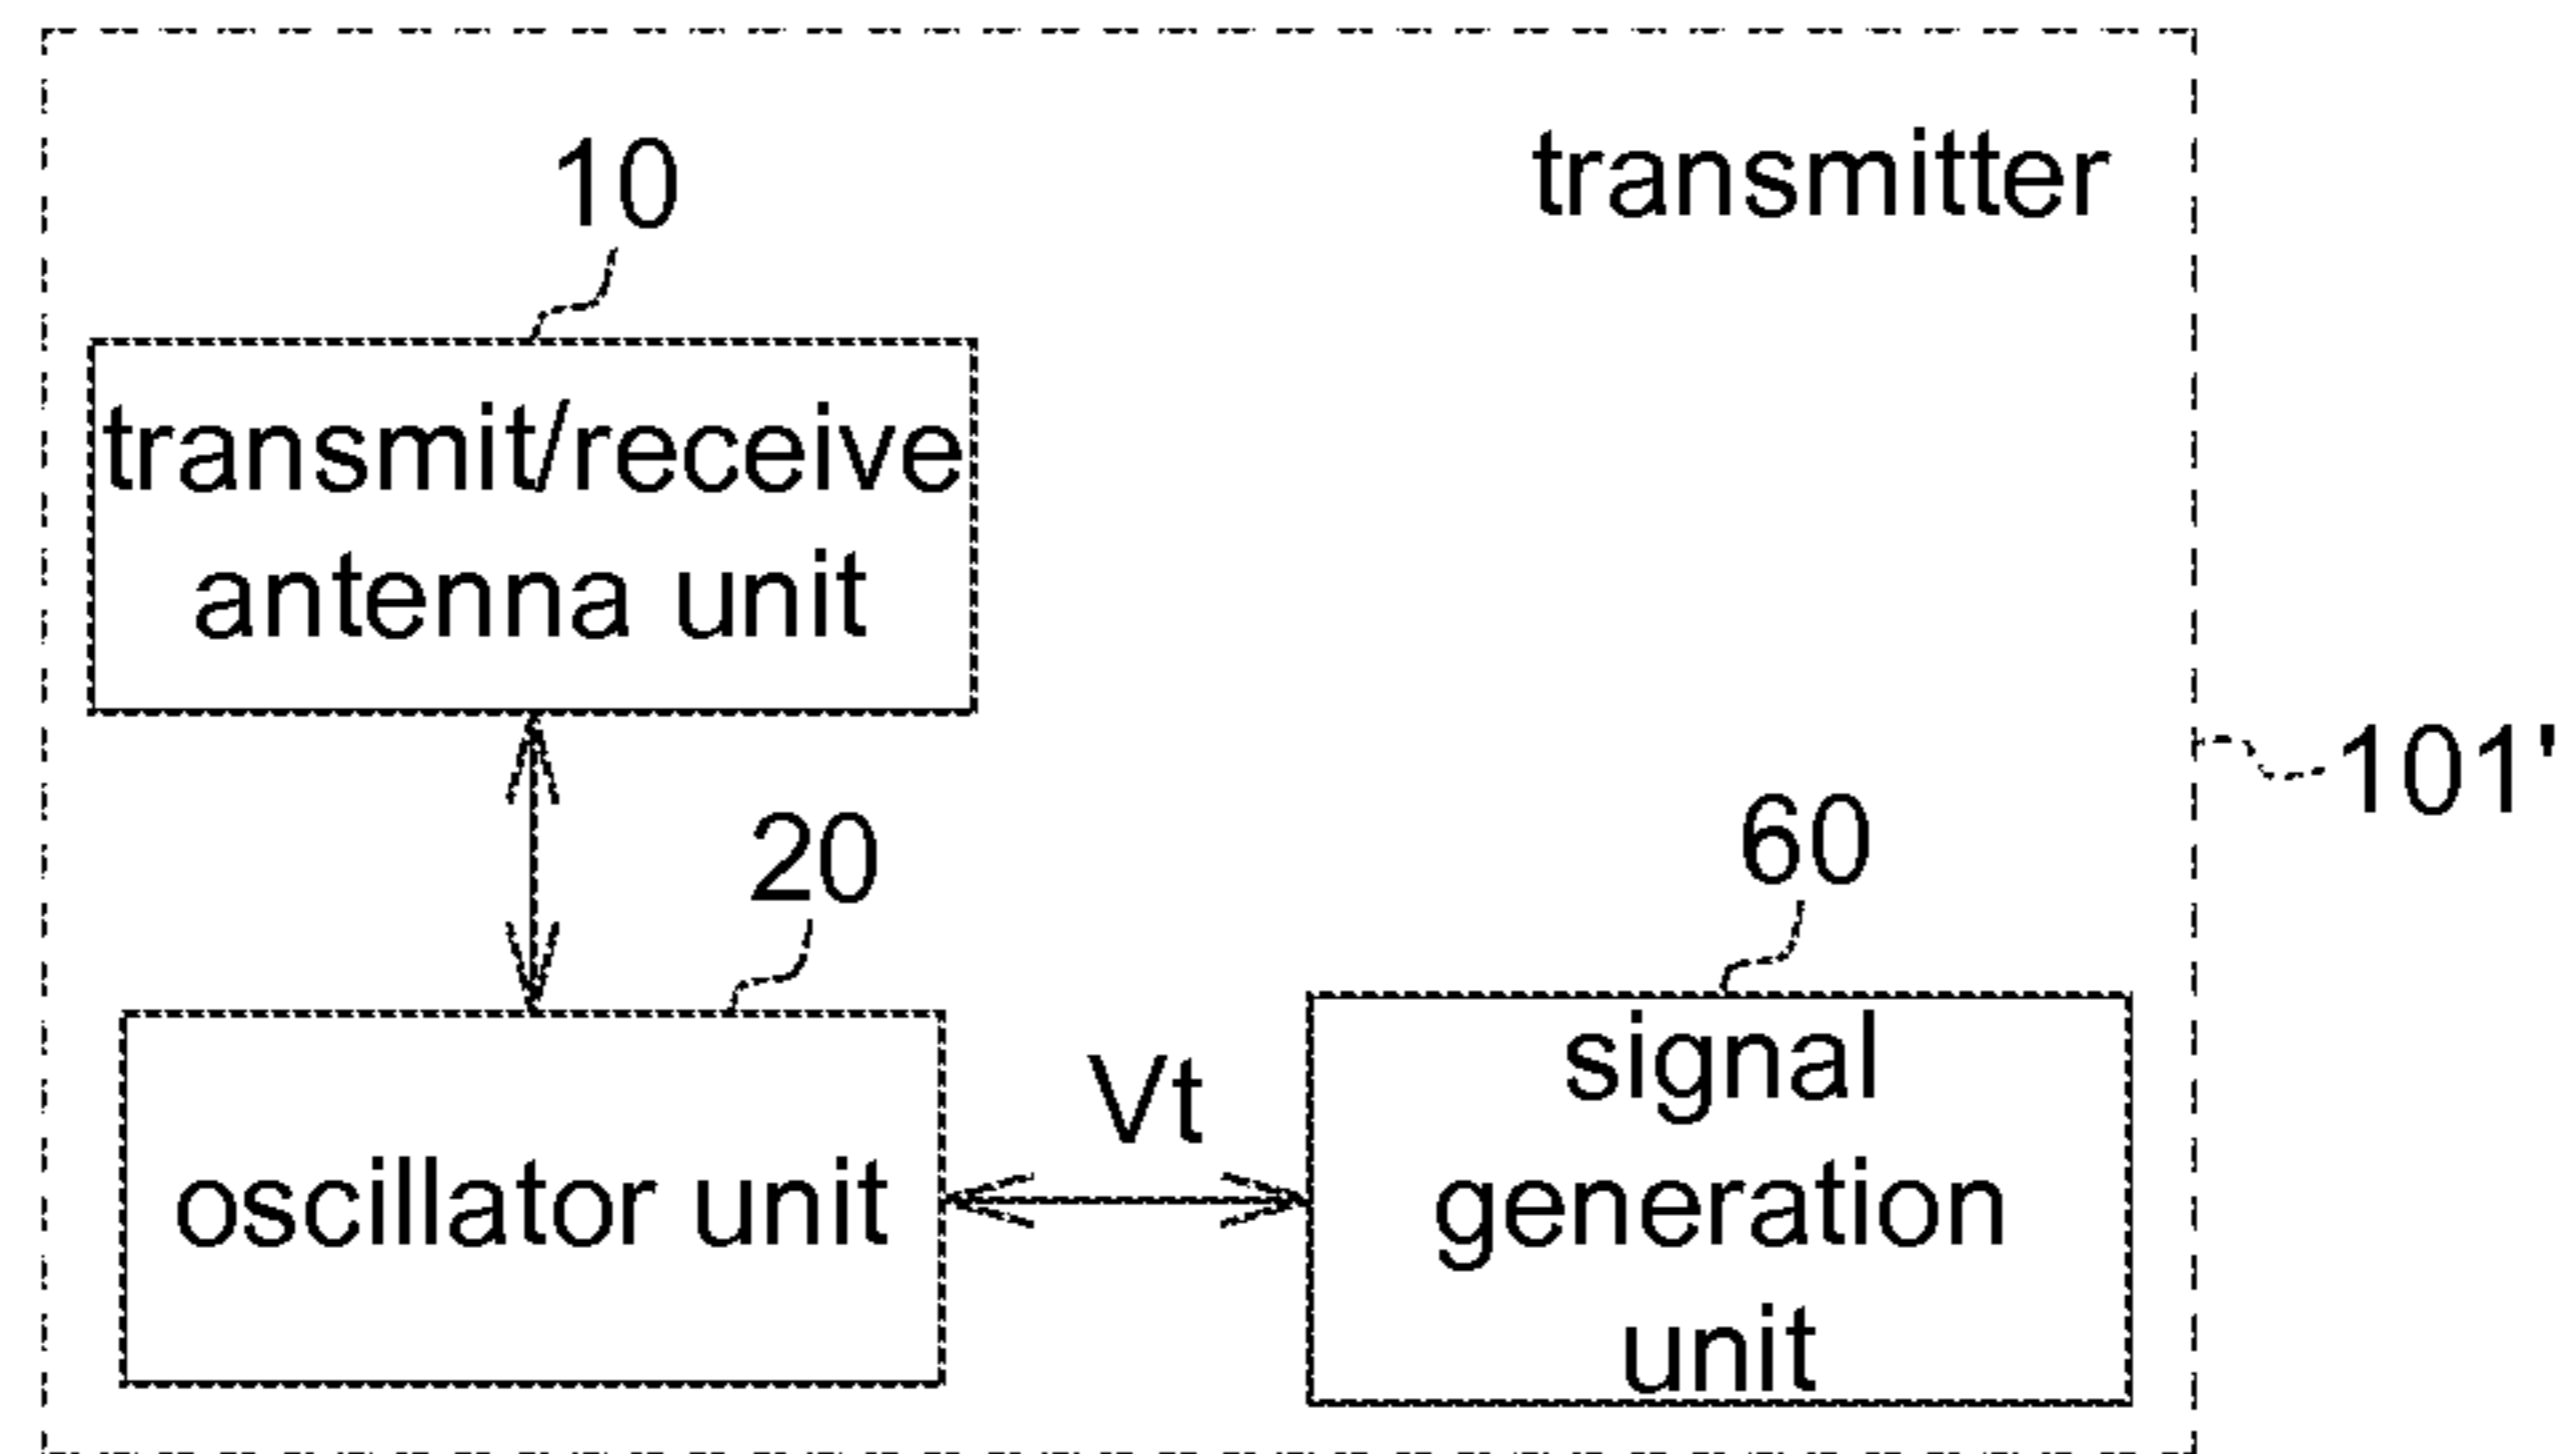 transmitter
10
transmit/receive
antenna unit
101'
20
60
Vt
oscillator unit
signal
generation
unit